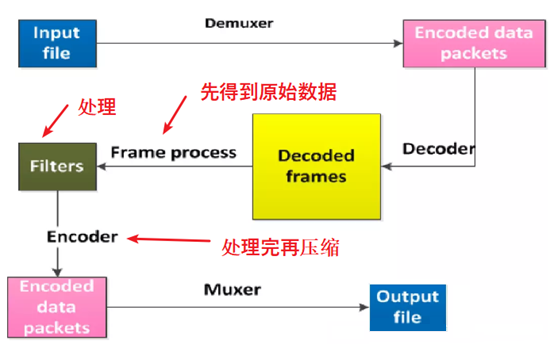 Input
file
Demuxer
Encoded data
packets
处理
先得到原始数据
Filters
Frame process
Decoded
frames
Decoder
Encoder
处理完再压缩
Encoded
data
packets
Muxer
Output
file